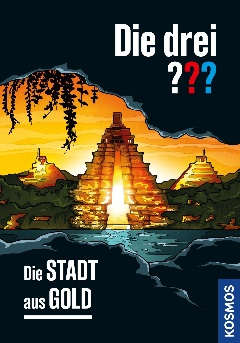 Die drei
???
Die STADT
aus GOLD
KOSMOS